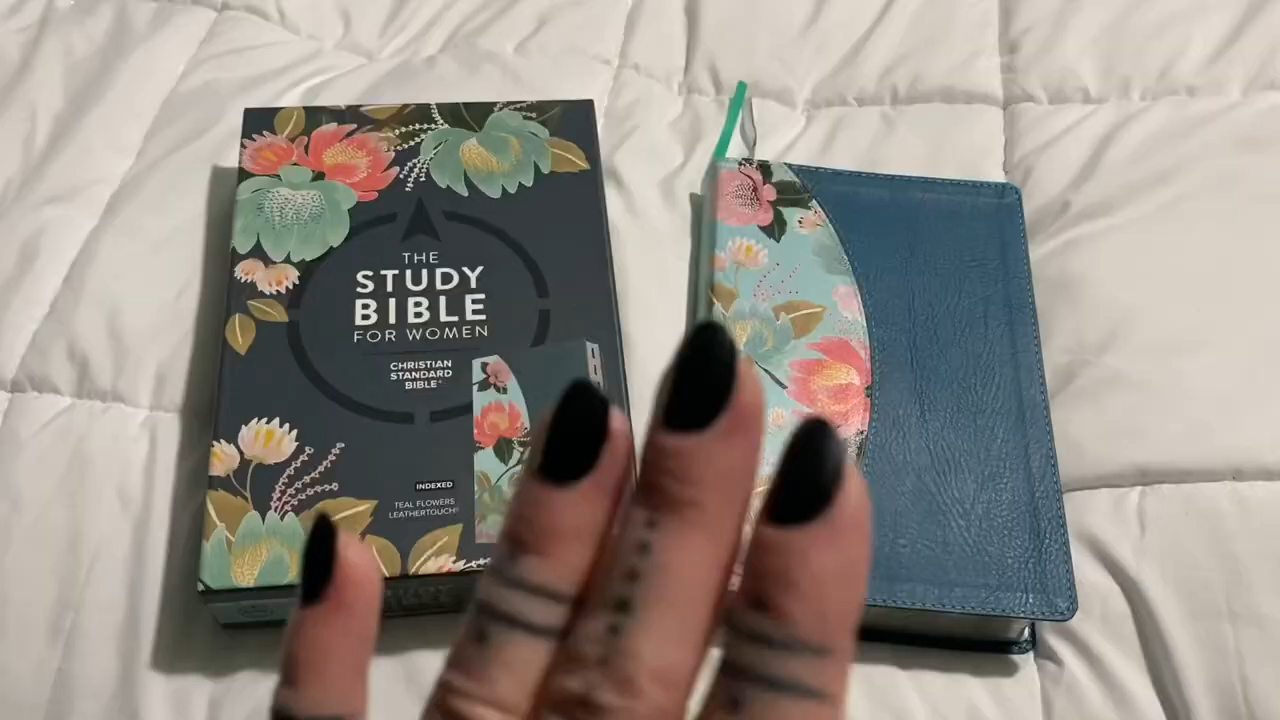 THE
STUDY
BIBLE
FOR WOMEN
CHRISTIAN
STANDARD
BIBLE®
INDEXED
TEAL FLOWERS
LEATHERTOUCH®